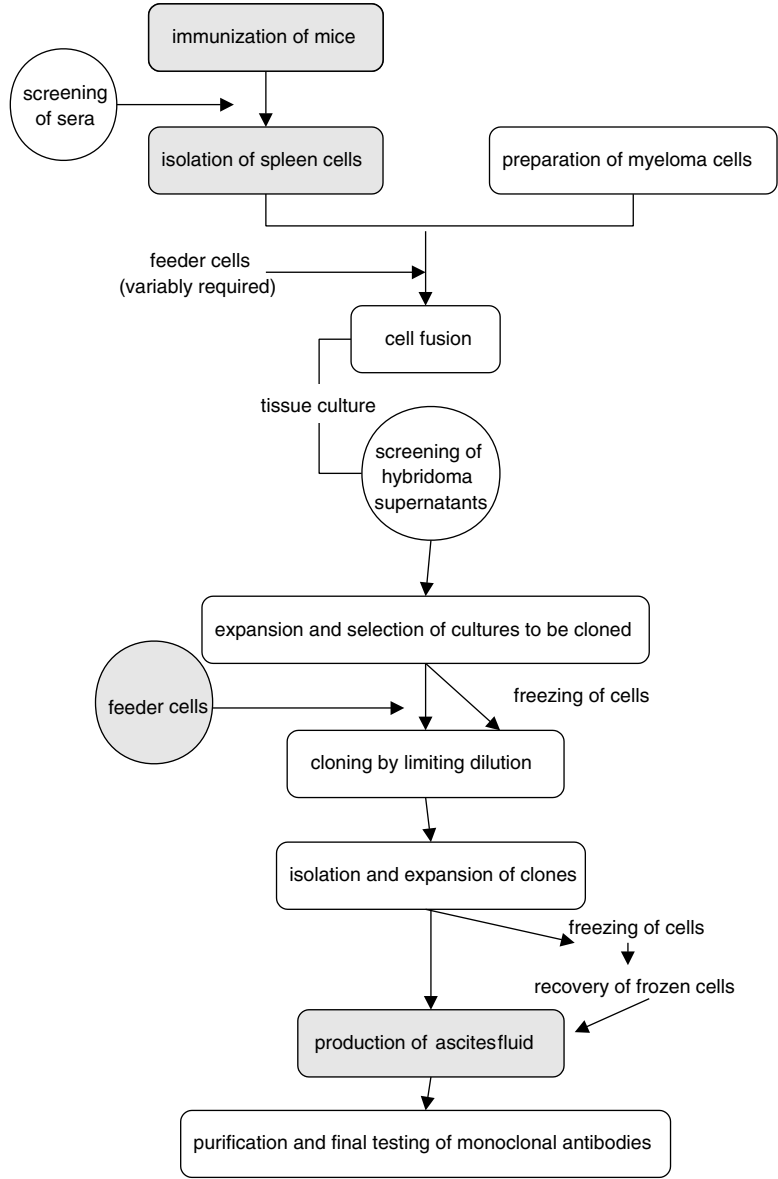 immunization of mice
screening
of sera
isolation of spleen cells
preparation of myeloma cells
feeder cells
(variably required)
cell fusion
tissue culture
screening of
hybridoma
supernatants
expansion and selection of cultures to be cloned
freezing of cells
feeder cells
cloning by limiting dilution
isolation and expansion of clones
freezing of cells
recovery of frozen cells
production of ascites fluid
purification and final testing of monoclonal antibodies